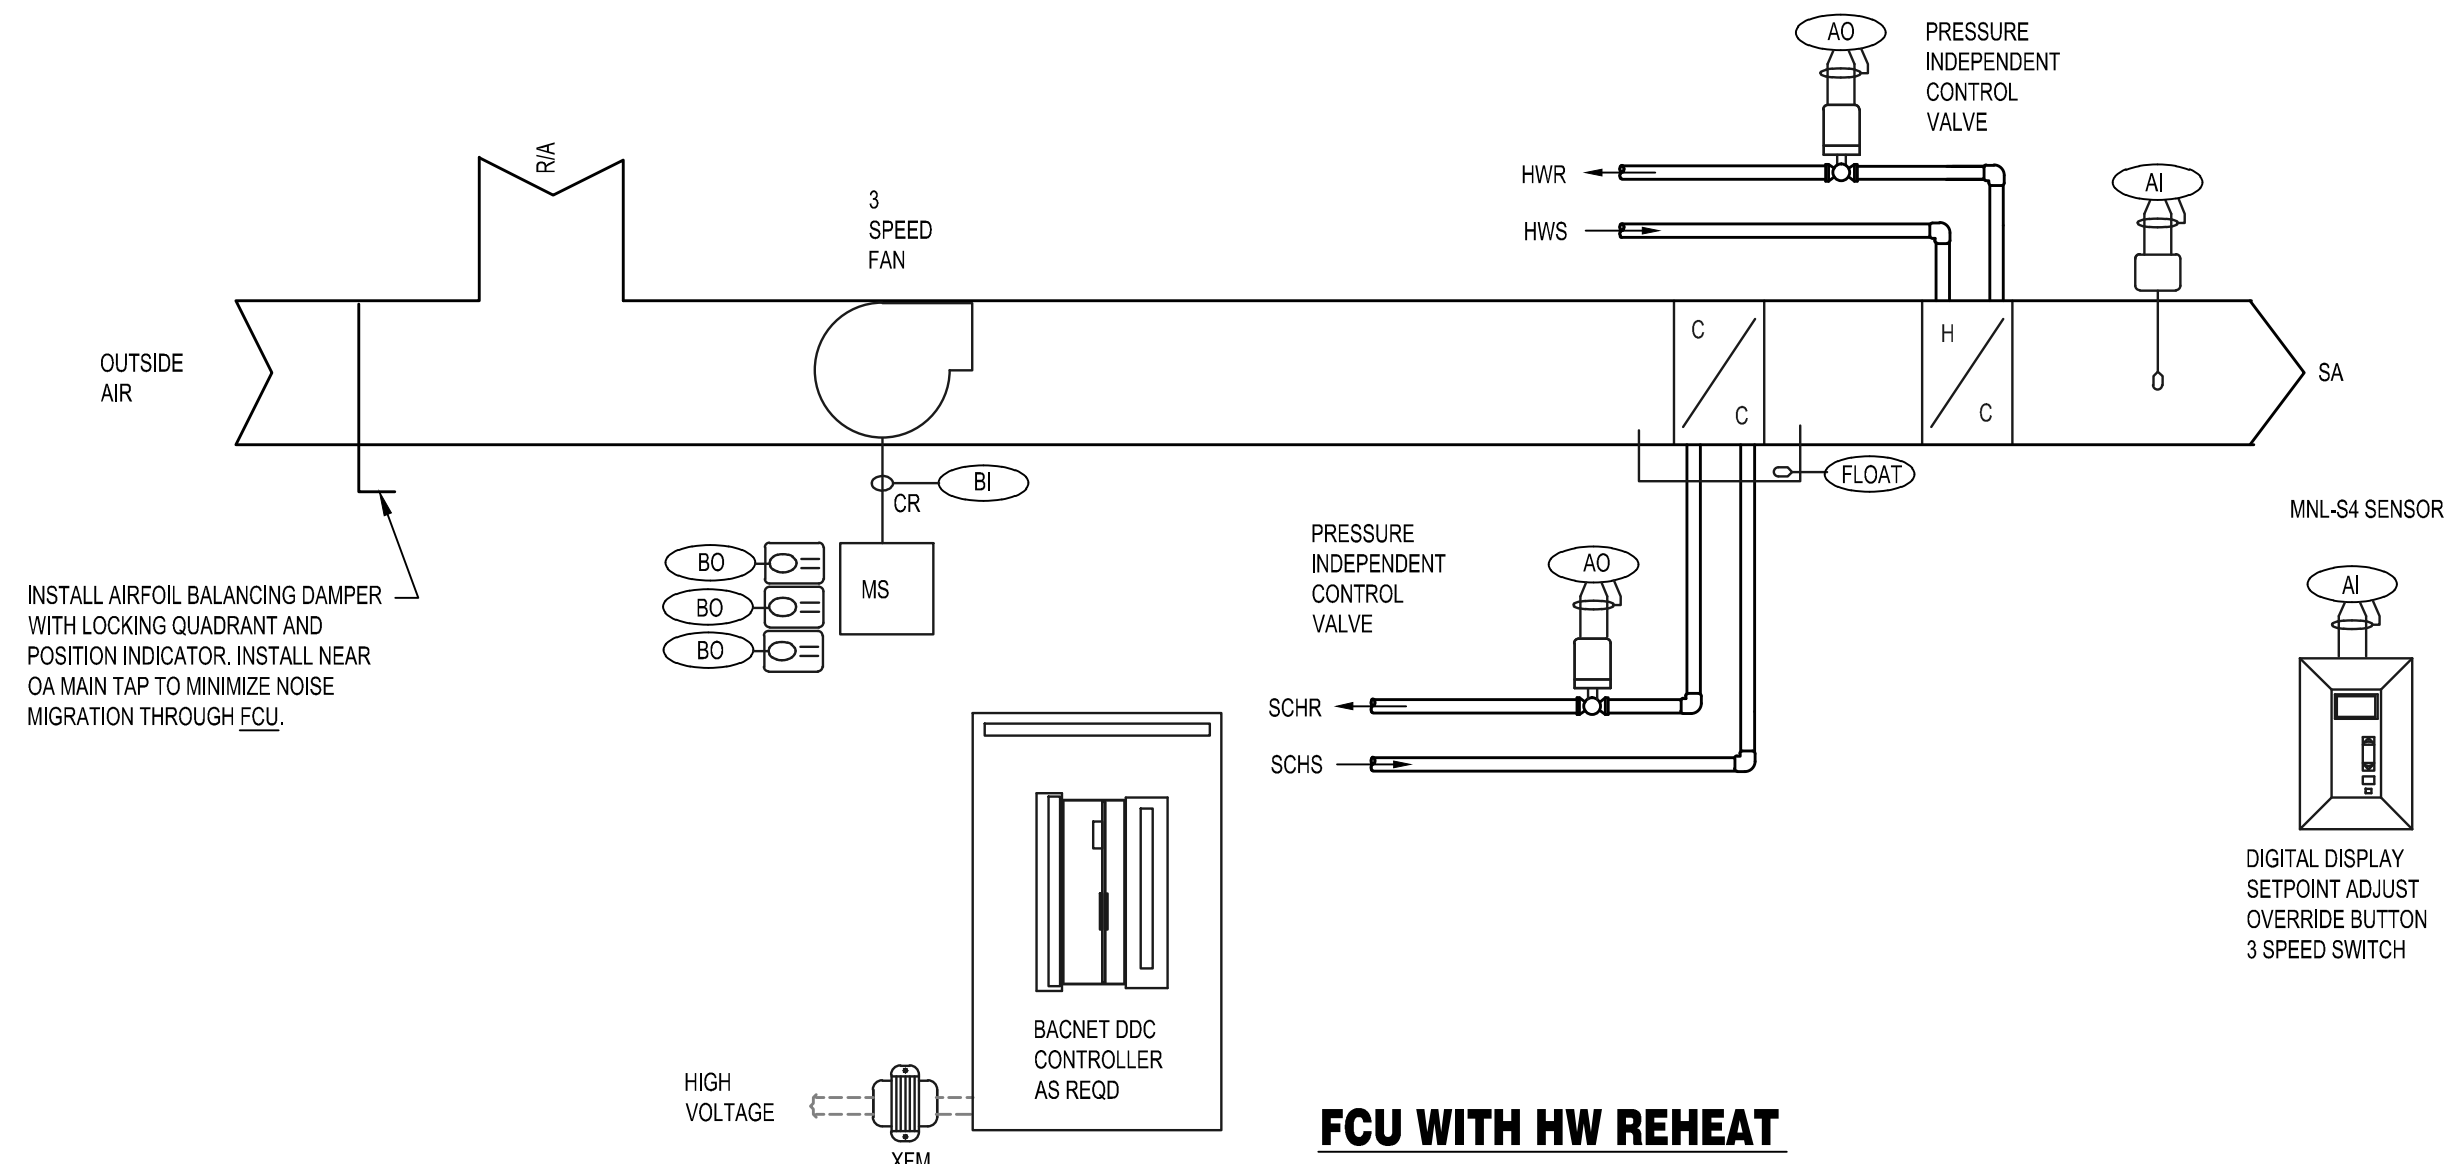 AO
PRESSURE
INDEPENDENT
CONTROL
VALVE
R/A
HWR
AI
3
SPEED
FAN
HWS
OUTSIDE
AIR
C
C
H
C
SA
BI
CR
FLOAT
MNL-S4 SENSOR
PRESSURE
INDEPENDENT
CONTROL
VALVE
AO
BO
BO
BO
MS
AI
INSTALL AIRFOIL BALANCING DAMPER
WITH LOCKING QUADRANT AND
POSITION INDICATOR. INSTALL NEAR
OA MAIN TAP TO MINIMIZE NOISE
MIGRATION THROUGH FCU.
SCHR
SCHS
DIGITAL DISPLAY
SETPOINT ADJUST
OVERRIDE BUTTON
3 SPEED SWITCH
BACNET DDC
CONTROLLER
AS REQD
HIGH
VOLTAGE
XFM
FCU WITH HW REHEAT